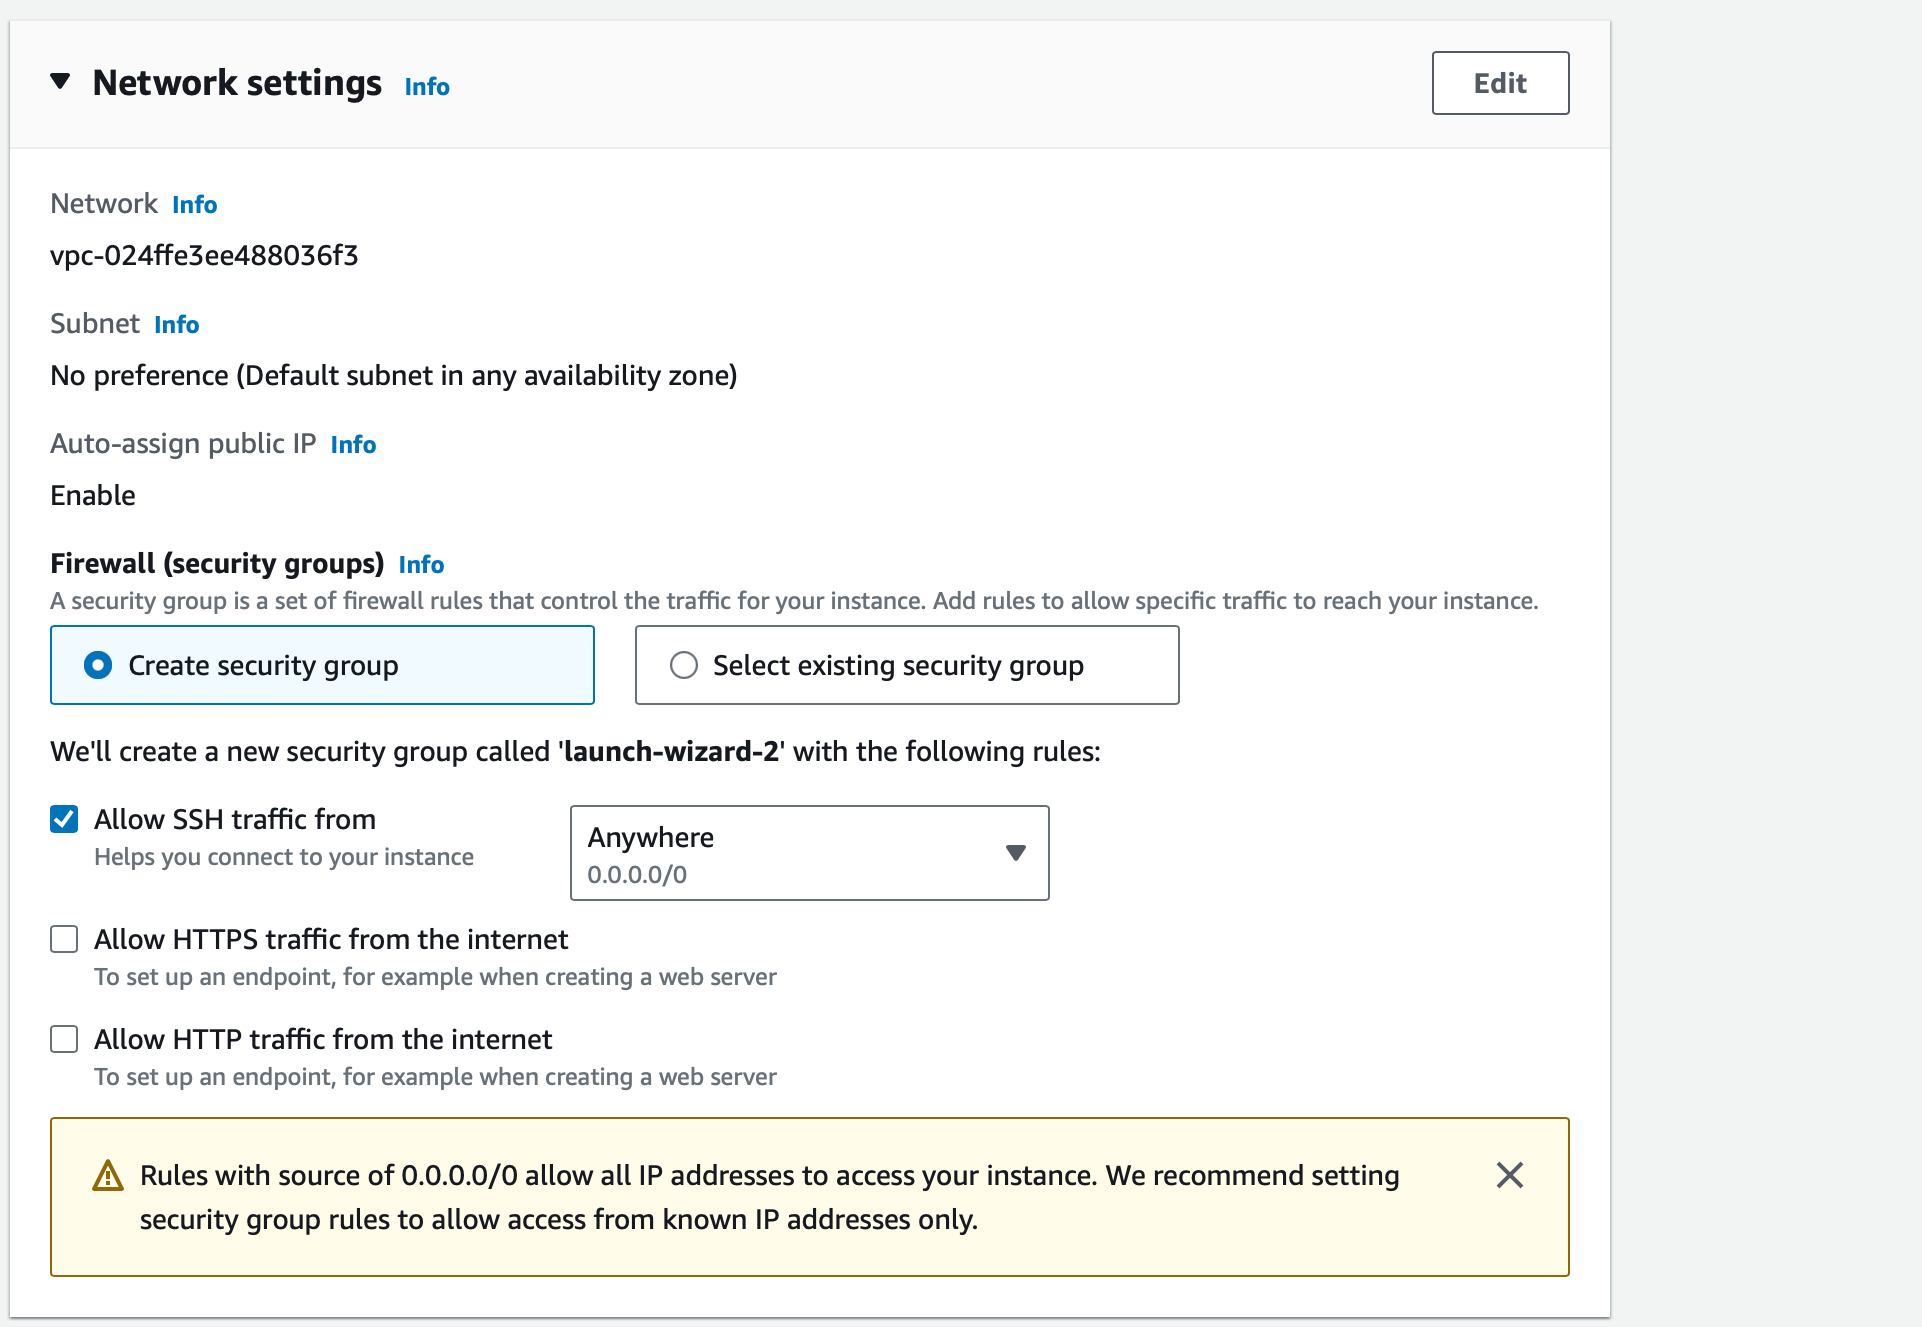 Network settings Info
Edit
Network Info
vpc-024ffe3ee488036f3
Subnet Info
No preference (Default subnet in any availability zone)
Auto-assign public IP Info
Enable
Firewall (security groups) Info
A security group is a set of firewall rules that control the traffic for your instance. Add rules to allow specific traffic to reach your instance.
Create security group
Select existing security group
We'll create a new security group called 'launch-wizard-2' with the following rules:
Allow SSH traffic from
Helps you connect to your instance
Anywhere
0.0.0.0/0
Allow HTTPS traffic from the internet
To set up an endpoint, for example when creating a web server
Allow HTTP traffic from the internet
To set up an endpoint, for example when creating a web server
Rules with source of 0.0.0.0/0 allow all IP addresses to access your instance. We recommend setting
security group rules to allow access from known IP addresses only.